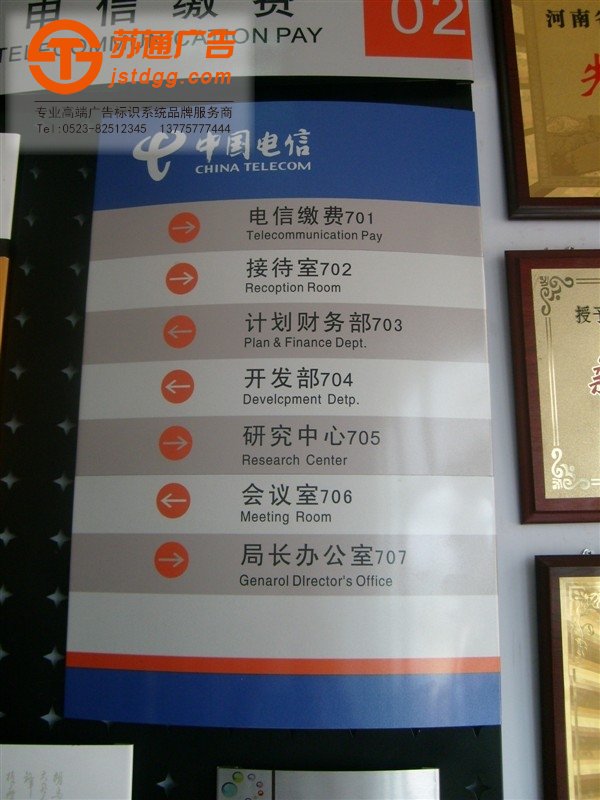 电信缴费
02
TELECOMMUNICATION PAY
苏通广告
jstdgg.com
专业高端广告标识系统品牌服务商
Tel:0523-82512345 13775777444
中国电信
CHINA TELECOM
电信缴费701
Telecommunication Pay
接待室702
Recoption Room
计划财务部703
Plan & Finance Dept.
开发部704
Develcpment Detp.
研究中心705
Research Center
会议室706
Meeting Room
局长办公室707
Genarol DIrector's Office
河南省
授予